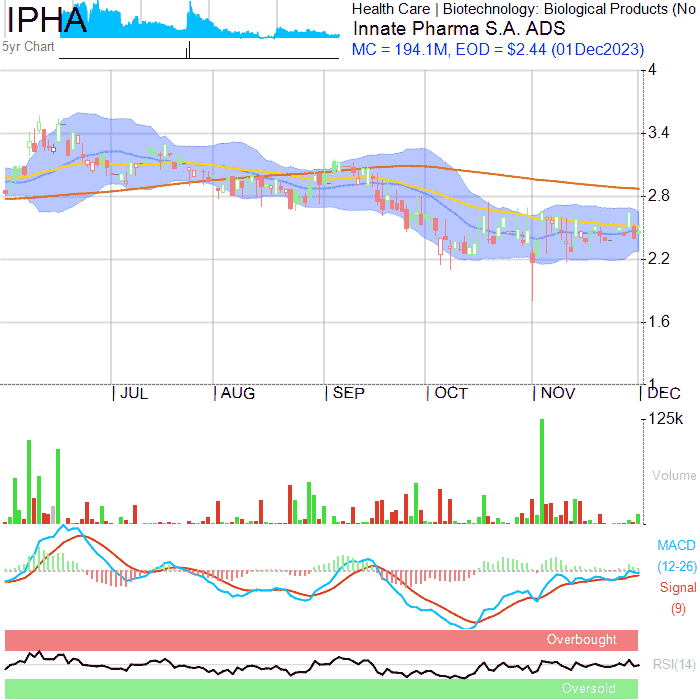 IPHA
5yr Chart
Health Care | Biotechnology: Biological Products (No
Innate Pharma S.A. ADS
MC = 194.1M, EOD = $2.44 (01Dec2023)
4
3.4
2.8
2.2
1.6
1
JUL
AUG
SEP
OCT
NOV
DEC
125k
Volume
MACD
(12-26)
Signal
(9)
Overbought
RSI(14)
Oversold